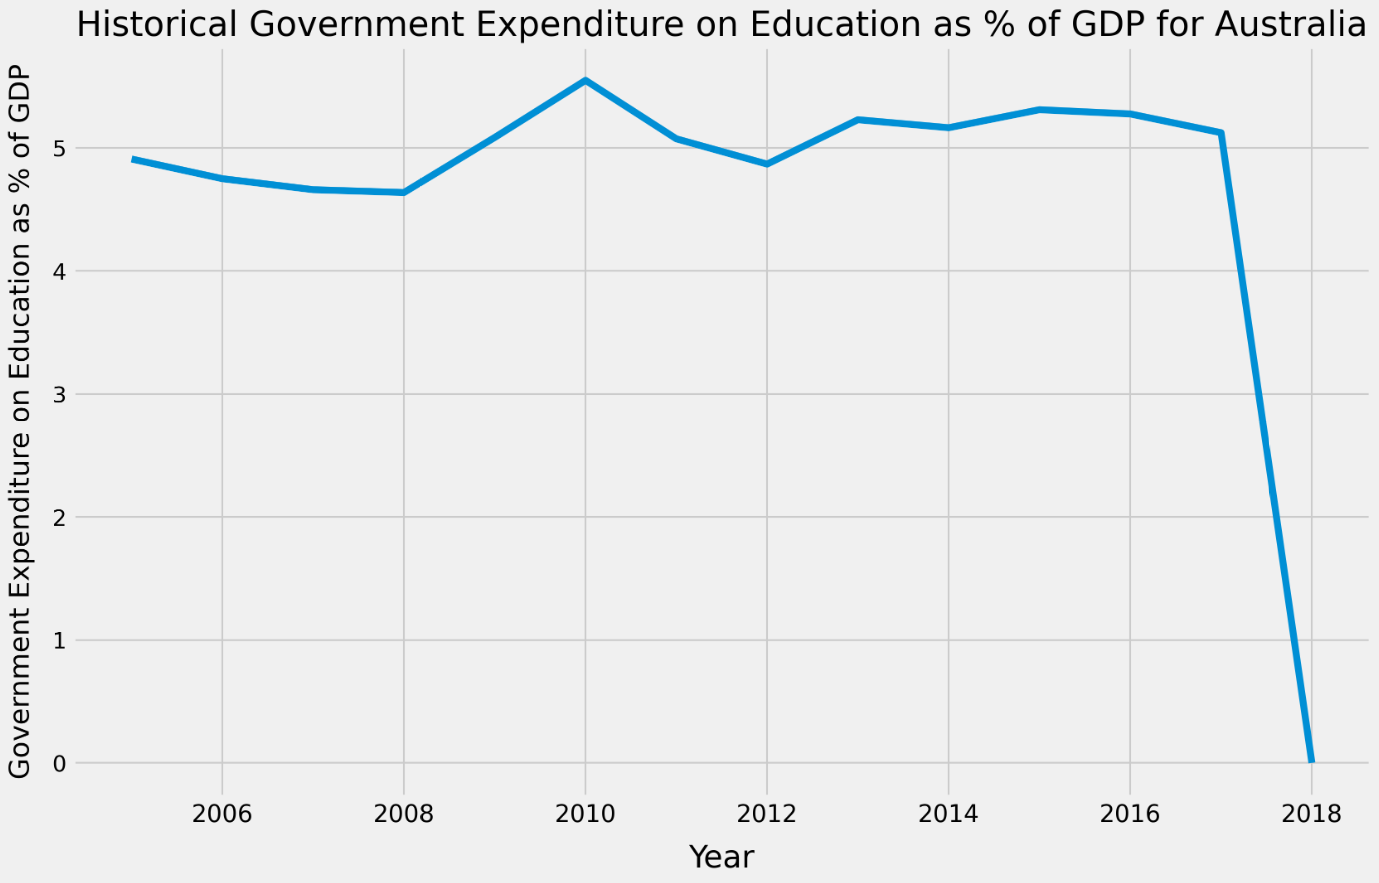 Historical Government Expenditure on Education as % of GDP for Australia
Government Expenditure on Education as % of GDP
5
4
3
2
1
0
2006 2008 2010 2012 2014 2016 2018
Year